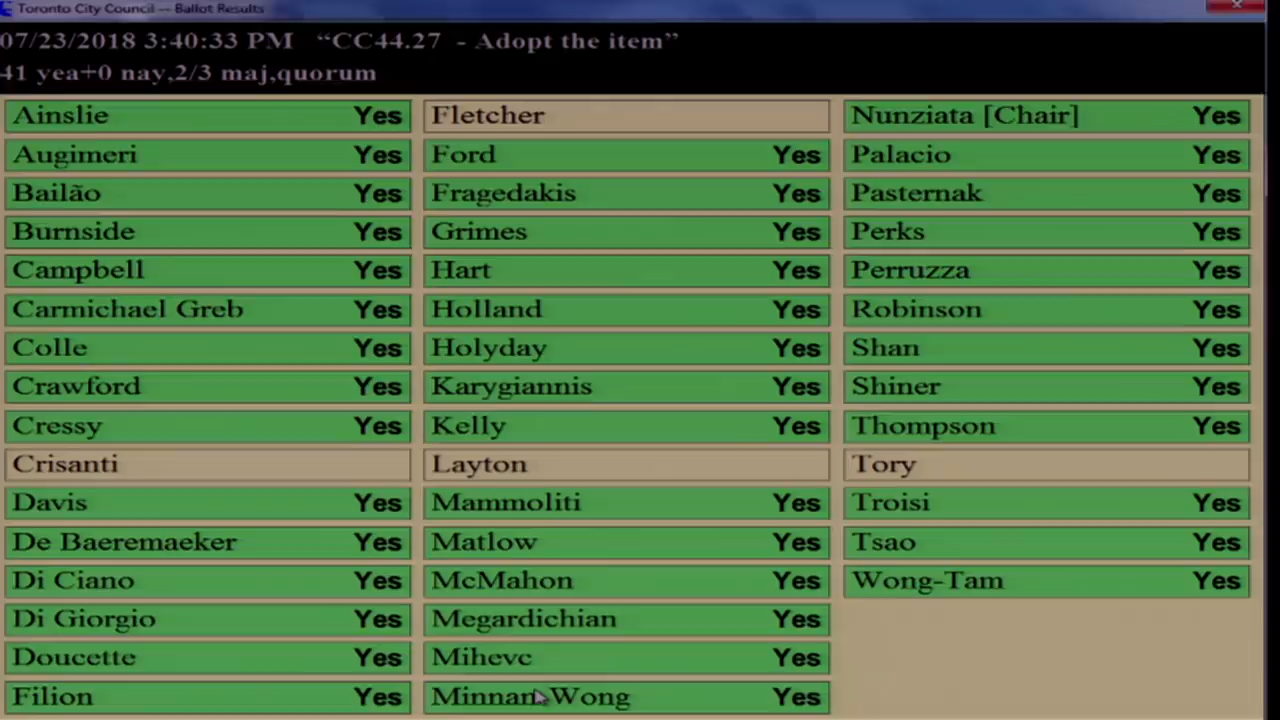 Toronto City Council -- Ballot Results
07/23/2018 3:40:33 PM “CC44.27 - Adopt the item”
41 yea+0 nay,2/3 maj,quorum
Ainslie Yes
Augimeri Yes
Bailão Yes
Burnside Yes
Campbell Yes
Carmichael Greb Yes
Colle Yes
Crawford Yes
Cressy Yes
Crisanti
Davis Yes
De Baeremaeker Yes
Di Ciano Yes
Di Giorgio Yes
Doucette Yes
Filion Yes
Fletcher
Ford Yes
Fragedakis Yes
Grimes Yes
Hart Yes
Holland Yes
Holyday Yes
Karygiannis Yes
Kelly Yes
Layton
Mammoliti Yes
Matlow Yes
McMahon Yes
Megardichian Yes
Mihevc Yes
Minnan-Wong Yes
Nunziata [Chair] Yes
Palacio Yes
Pasternak Yes
Perks Yes
Perruzza Yes
Robinson Yes
Shan Yes
Shiner Yes
Thompson Yes
Tory
Troisi Yes
Tsao Yes
Wong-Tam Yes